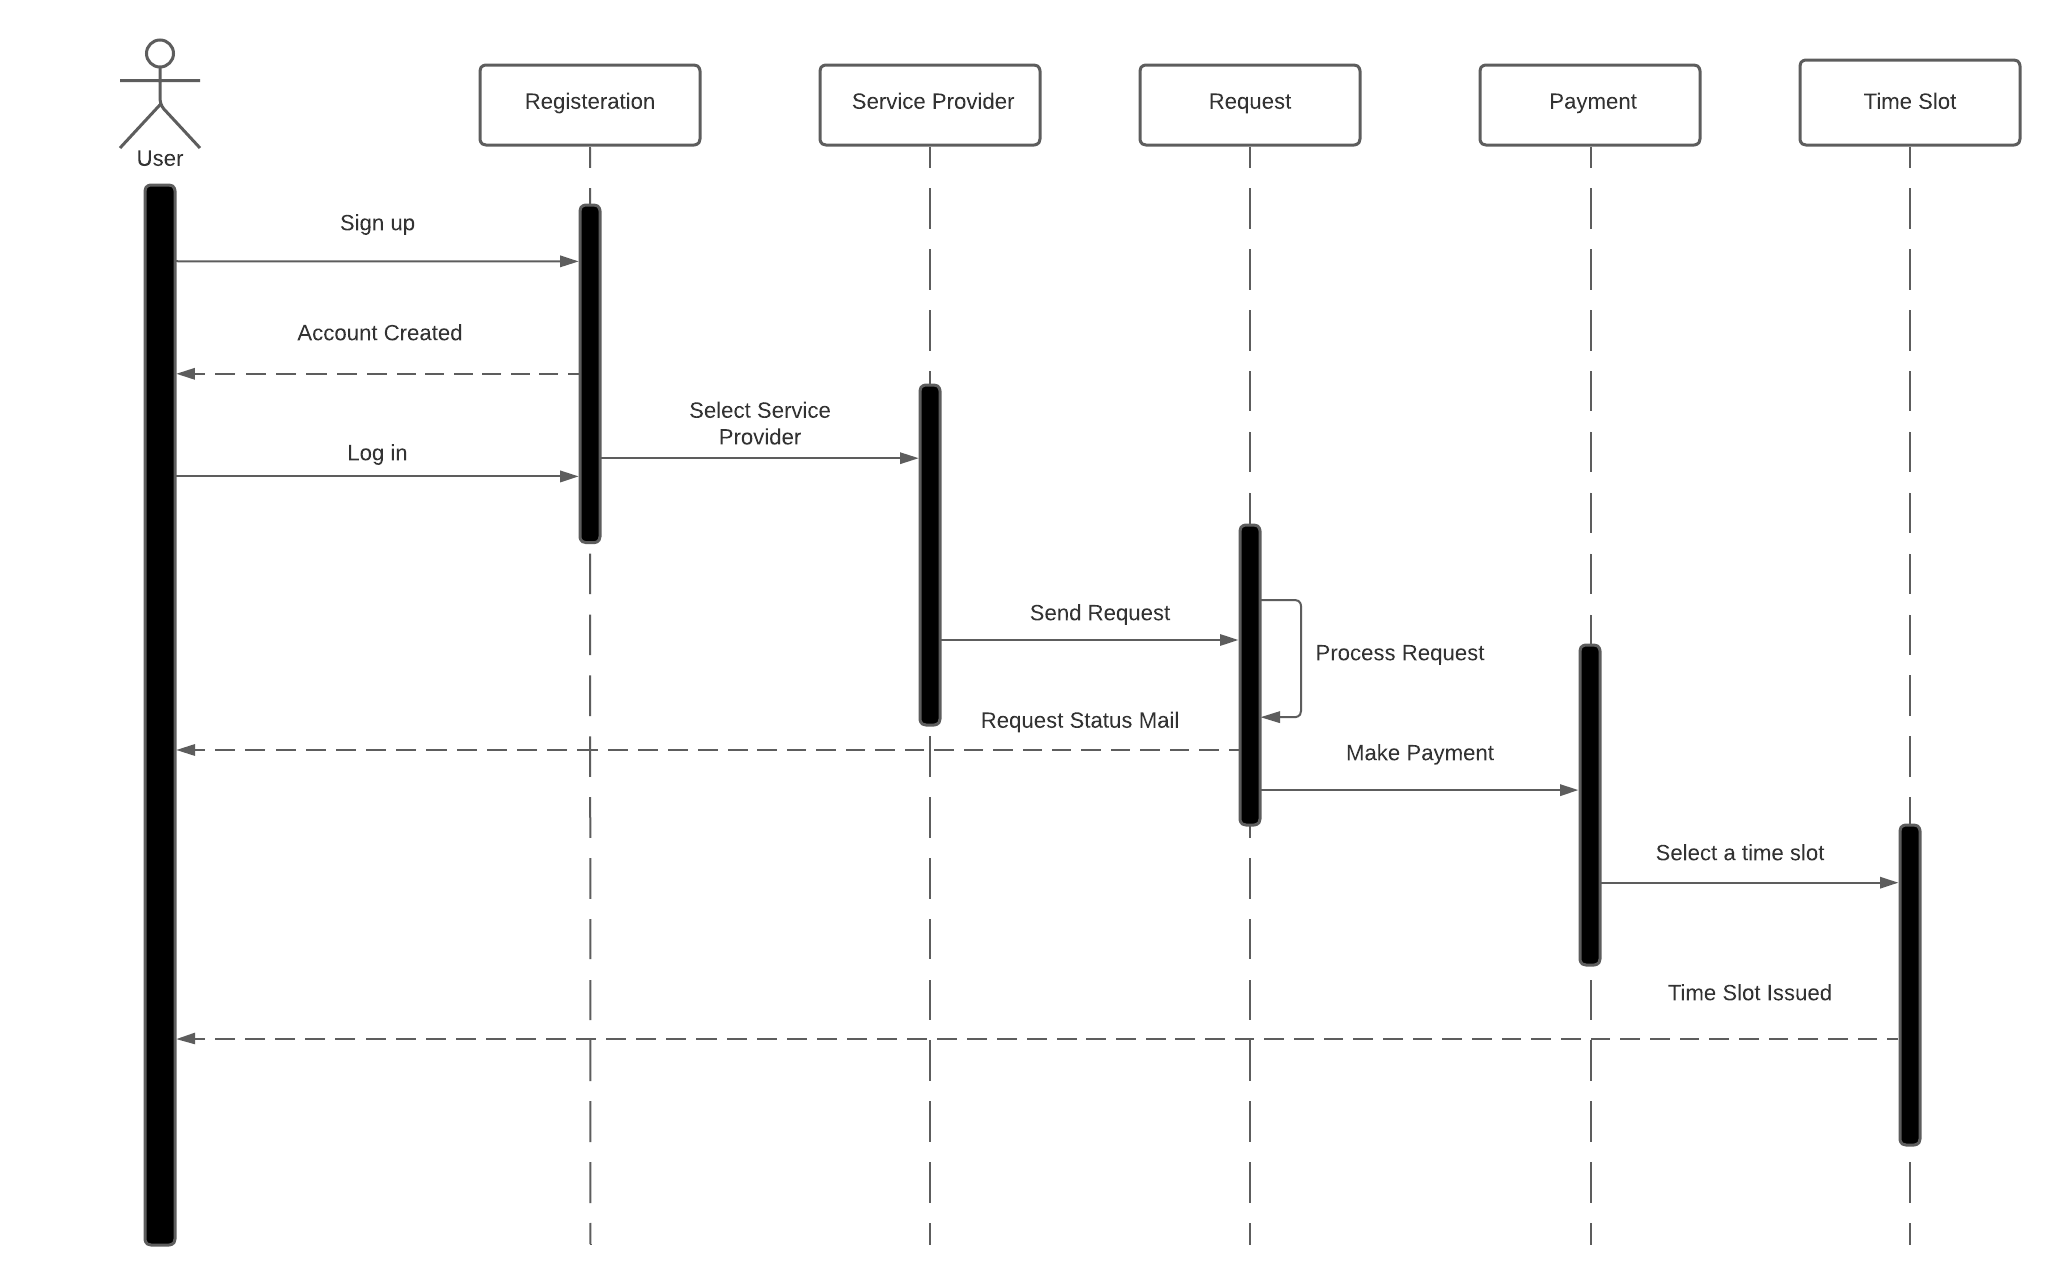 User
Registeration
Service Provider
Request
Payment
Time Slot
Sign up
Account Created
Select Service
Provider
Log in
Send Request
Process Request
Request Status Mail
Make Payment
Select a time slot
Time Slot Issued